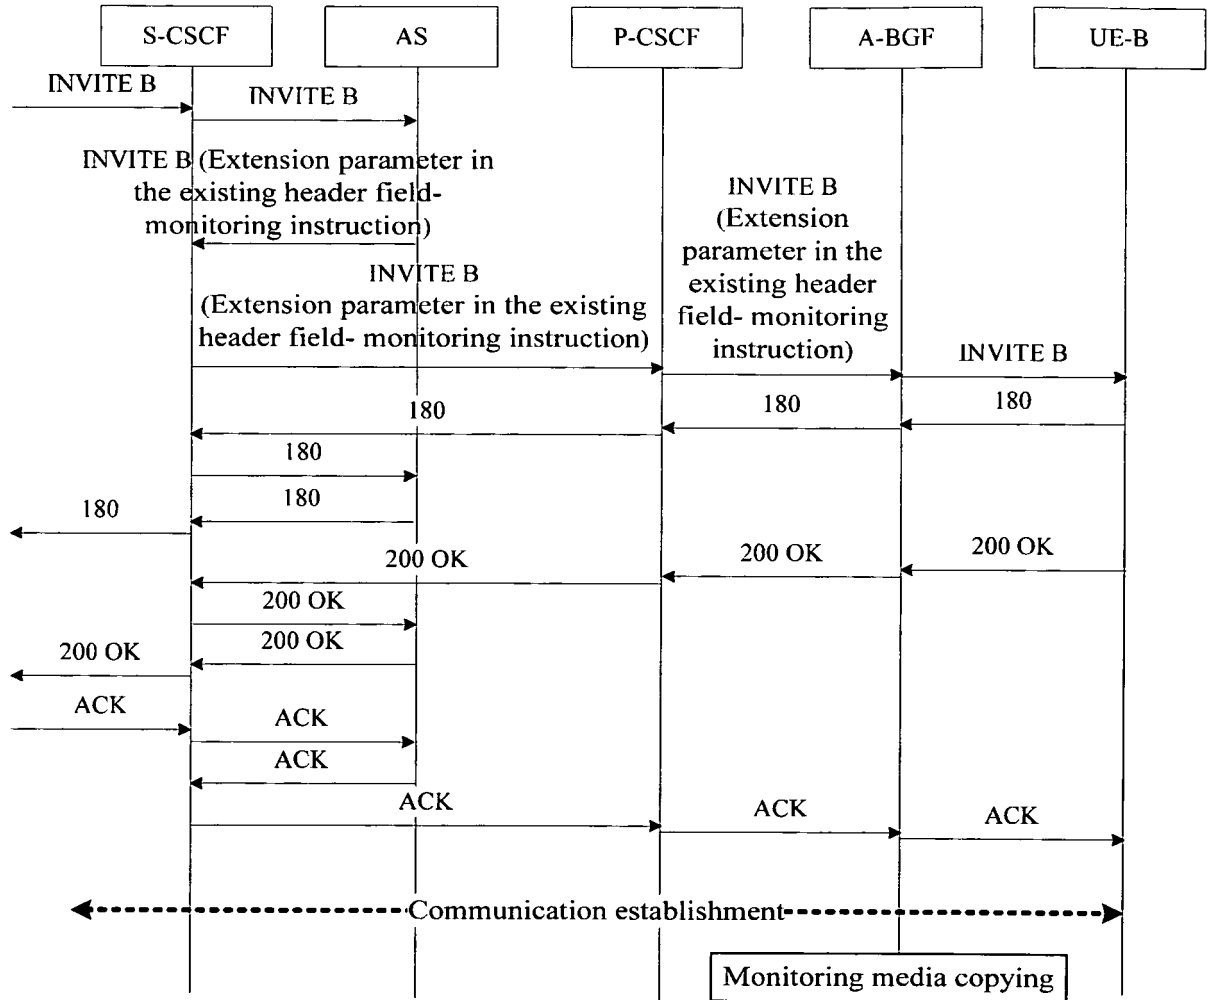 S-CSCF
AS
P-CSCF
A-BGF
UE-B
INVITE B
INVITE B
INVITE B (Extension parameter in
the existing header field-
monitoring instruction)
INVITE B
(Extension
parameter in the
existing header
field- monitoring
instruction)
INVITE B
(Extension parameter in the existing
header field- monitoring instruction)
INVITE B
180
180
180
180
180
180
200 OK
200 OK
200 OK
200 OK
200 OK
200 OK
ACK
ACK
ACK
ACK
ACK
ACK
Communication establishment
Monitoring media copying